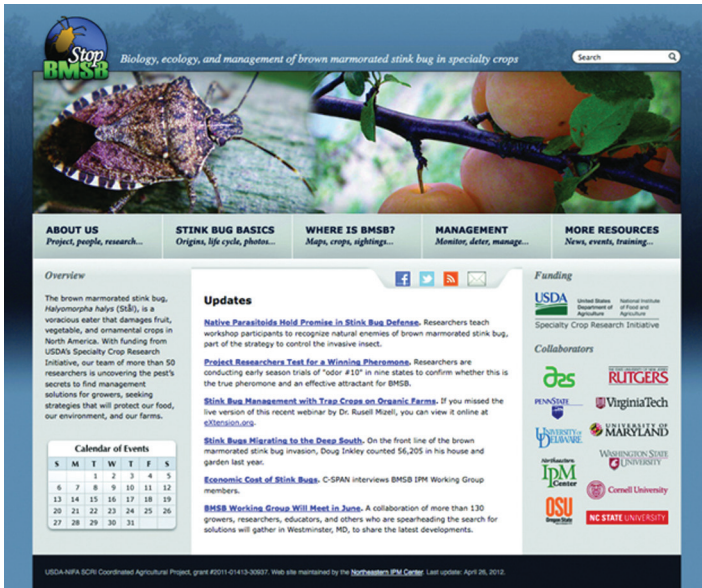 Stop
BMSB
Biology, ecology, and management of brown marmorated stink bug in specialty crops
Search
ABOUT US
Project, people, research...
STINK BUG BASICS
Origins, life cycle, photos...
WHERE IS BMSB?
Maps, crops, sightings...
MANAGEMENT
Monitor, deter, manage...
MORE RESOURCES
News, events, training...
Overview
The brown marmorated stink bug,
Halyomorpha halys (Stål), is a
voracious eater that damages fruit,
vegetable, and ornamental crops in
North America. With funding from
USDA's Specialty Crop Research
Initiative, our team of more than 50
researchers is uncovering the pest's
secrets to find management
solutions for growers, seeking
strategies that will protect our food,
our environment, and our farms.
Calendar of Events
S M T W T F S
1 2 3 4 5
6 7 8 9 10 11 12
13 14 15 16 17 18 19
20 21 22 23 24 25 26
27 28 29 30 31
Updates
Native Parasitoids Hold Promise in Stink Bug Defense. Researchers teach
workshop participants to recognize natural enemies of brown marmorated stink bug,
part of the strategy to control the invasive insect.
Project Researchers Test for a Winning Pheromone. Researchers are
conducting early season trials of "odor #10" in nine states to confirm whether this is
the true pheromone and an effective attractant for BMSB.
Stink Bug Management with Trap Crops on Organic Farms. If you missed the
live version of this recent webinar by Dr. Russel Mizell, you can view it online at
eXtension.org.
Stink Bugs Migrating to the Deep South. On the front line of the brown
marmorated stink bug invasion, Doug Inkley counted 56,205 in his house and
garden last year.
Economic Cost of Stink Bugs. C-SPAN interviews BMSB IPM Working Group
members.
BMSB Working Group Will Meet in June. A collaboration of more than 130
growers, researchers, educators, and others who are spearheading the search for
solutions will gather in Westminster, MD, to share the latest developments.
Funding
USDA
United States
Department of
Agriculture
National Institute
of Food and
Agriculture
Specialty Crop Research Initiative
Collaborators
ars
RUTGERS
PENNSTATE
VirginiaTech
UNIVERSITY OF
DELAWARE
UNIVERSITY OF
MARYLAND
Northeastern
IPM
Center
WASHINGTON STATE
UNIVERSITY
Cornell University
OSU
Oregon State
NC STATE UNIVERSITY
USDA-NIFA SCRI Coordinated Agricultural Project, grant #2011-01413-30937. Web site maintained by the Northeastern IPM Center. Last update: April 26, 2012.